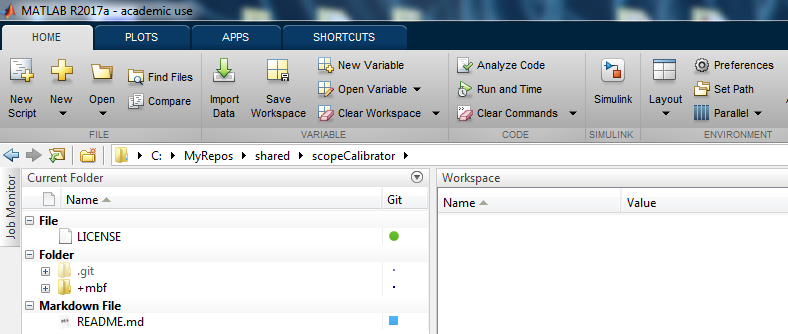 MATLAB R2017a - academic use
HOME PLOTS APPS SHORTCUTS
New Script
New
Open
Find Files
Compare
FILE
Import Data
Save Workspace
New Variable
Open Variable
Clear Workspace
VARIABLE
Analyze Code
Run and Time
Clear Commands
CODE
Simulink
SIMULINK
Layout
Preferences
Set Path
Parallel
ENVIRONMENT
C: MyRepos shared scopeCalibrator
Job Monitor
Current Folder
Name Git
File
LICENSE
Folder
.git
+mbf
Markdown File
README.md
Workspace
Name Value